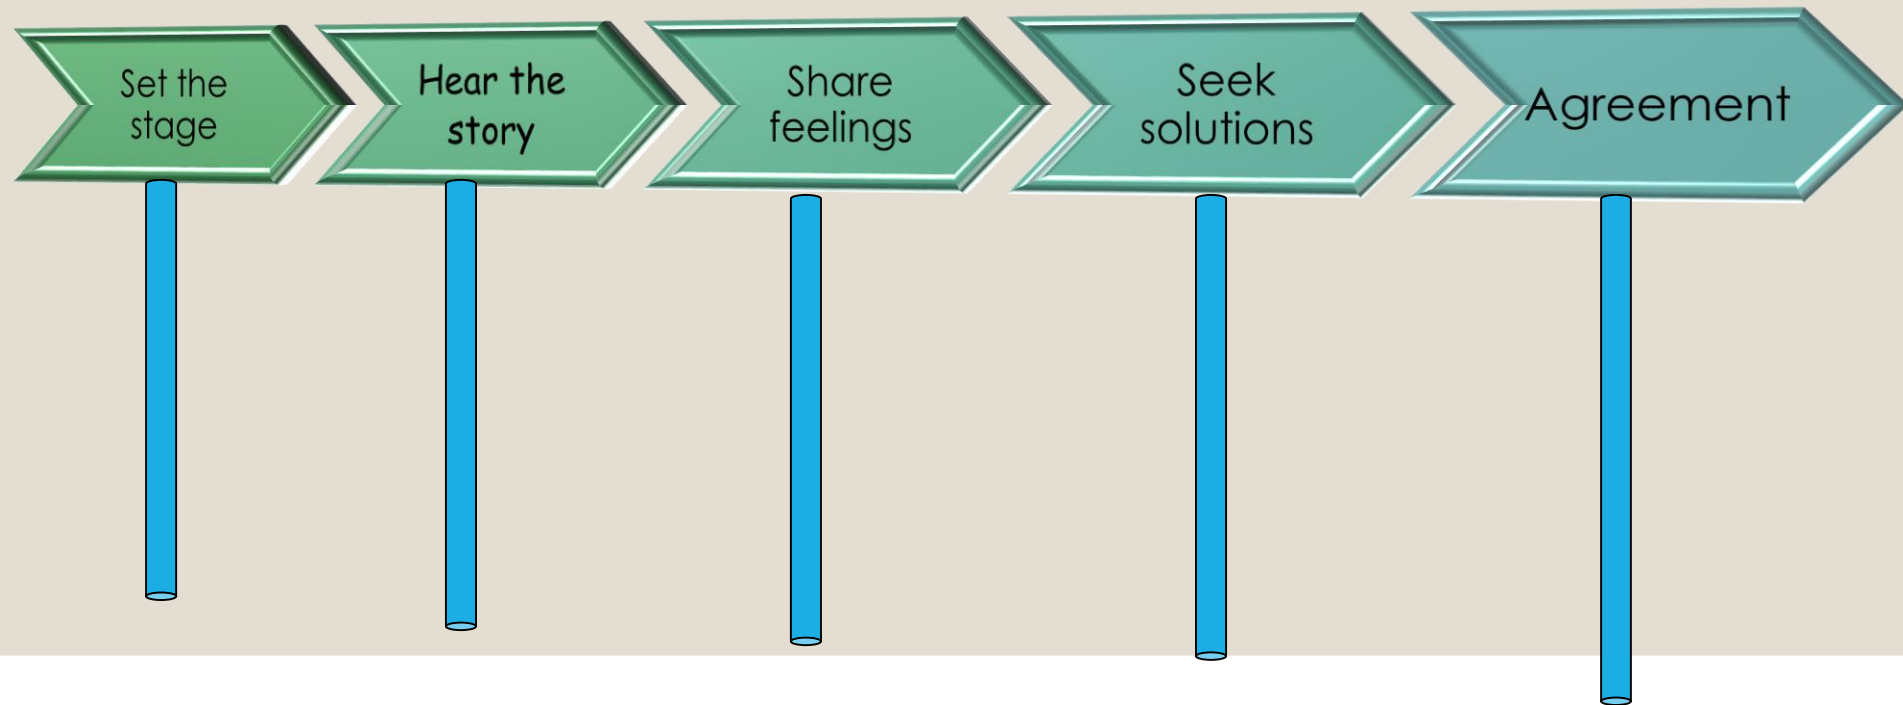 Set the
stage
Hear the
story
Share
feelings
Seek
solutions
Agreement